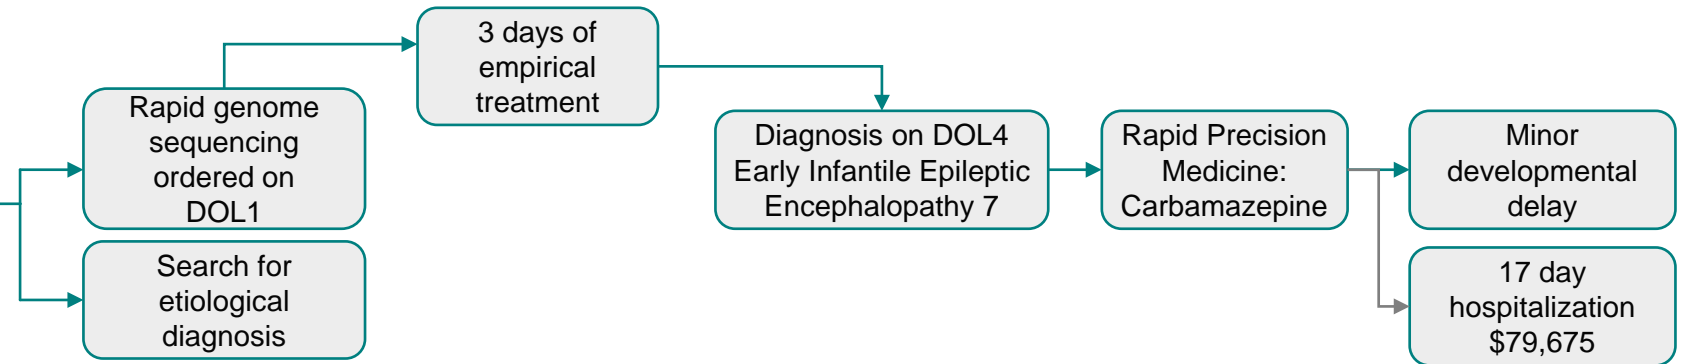 3 days of
empirical
treatment
Rapid genome
sequencing
ordered on
DOL1
Search for
etiological
diagnosis
Diagnosis on DOL4
Early Infantile Epileptic
Encephalopathy 7
Rapid Precision
Medicine:
Carbamazepine
Minor
developmental
delay
17 day
hospitalization
$79,675